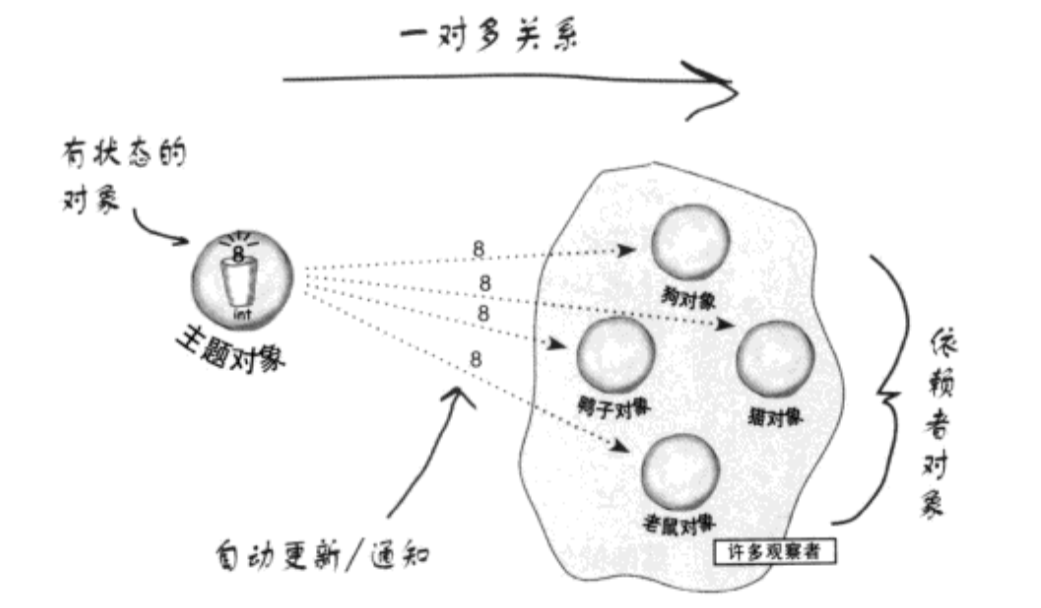 一对多关系
有状态的
对象
8
int
主题对象
8
8
8
8
狗对象
鸭子对象
猫对象
老鼠对象
许多观察者
依赖者对象
自动更新/通知